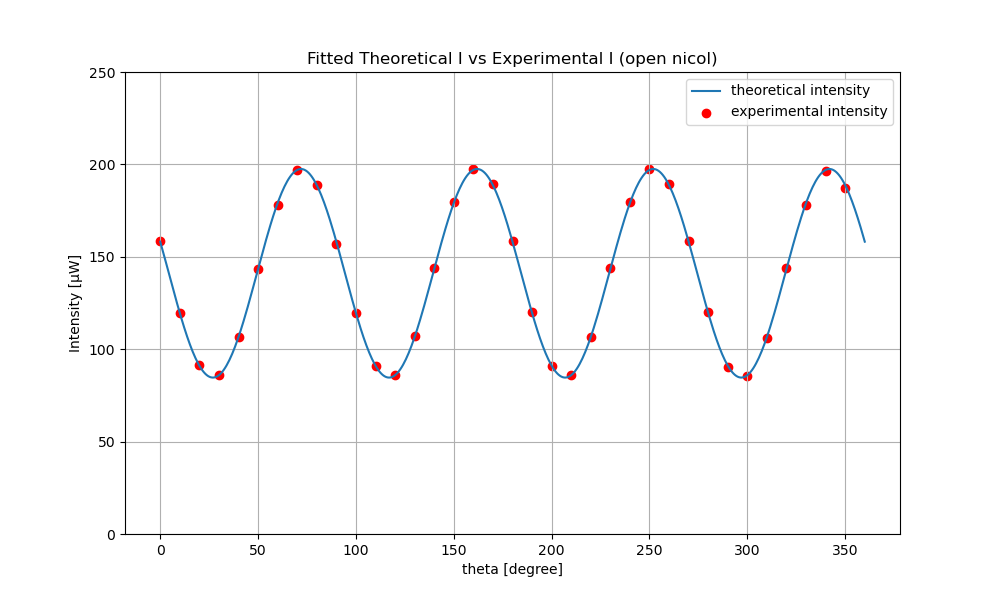 Fitted Theoretical I vs Experimental I (open nicol)
theoretical intensity
experimental intensity
Intensity [μW]
250
200
150
100
50
0
0 50 100 150 200 250 300 350
theta [degree]